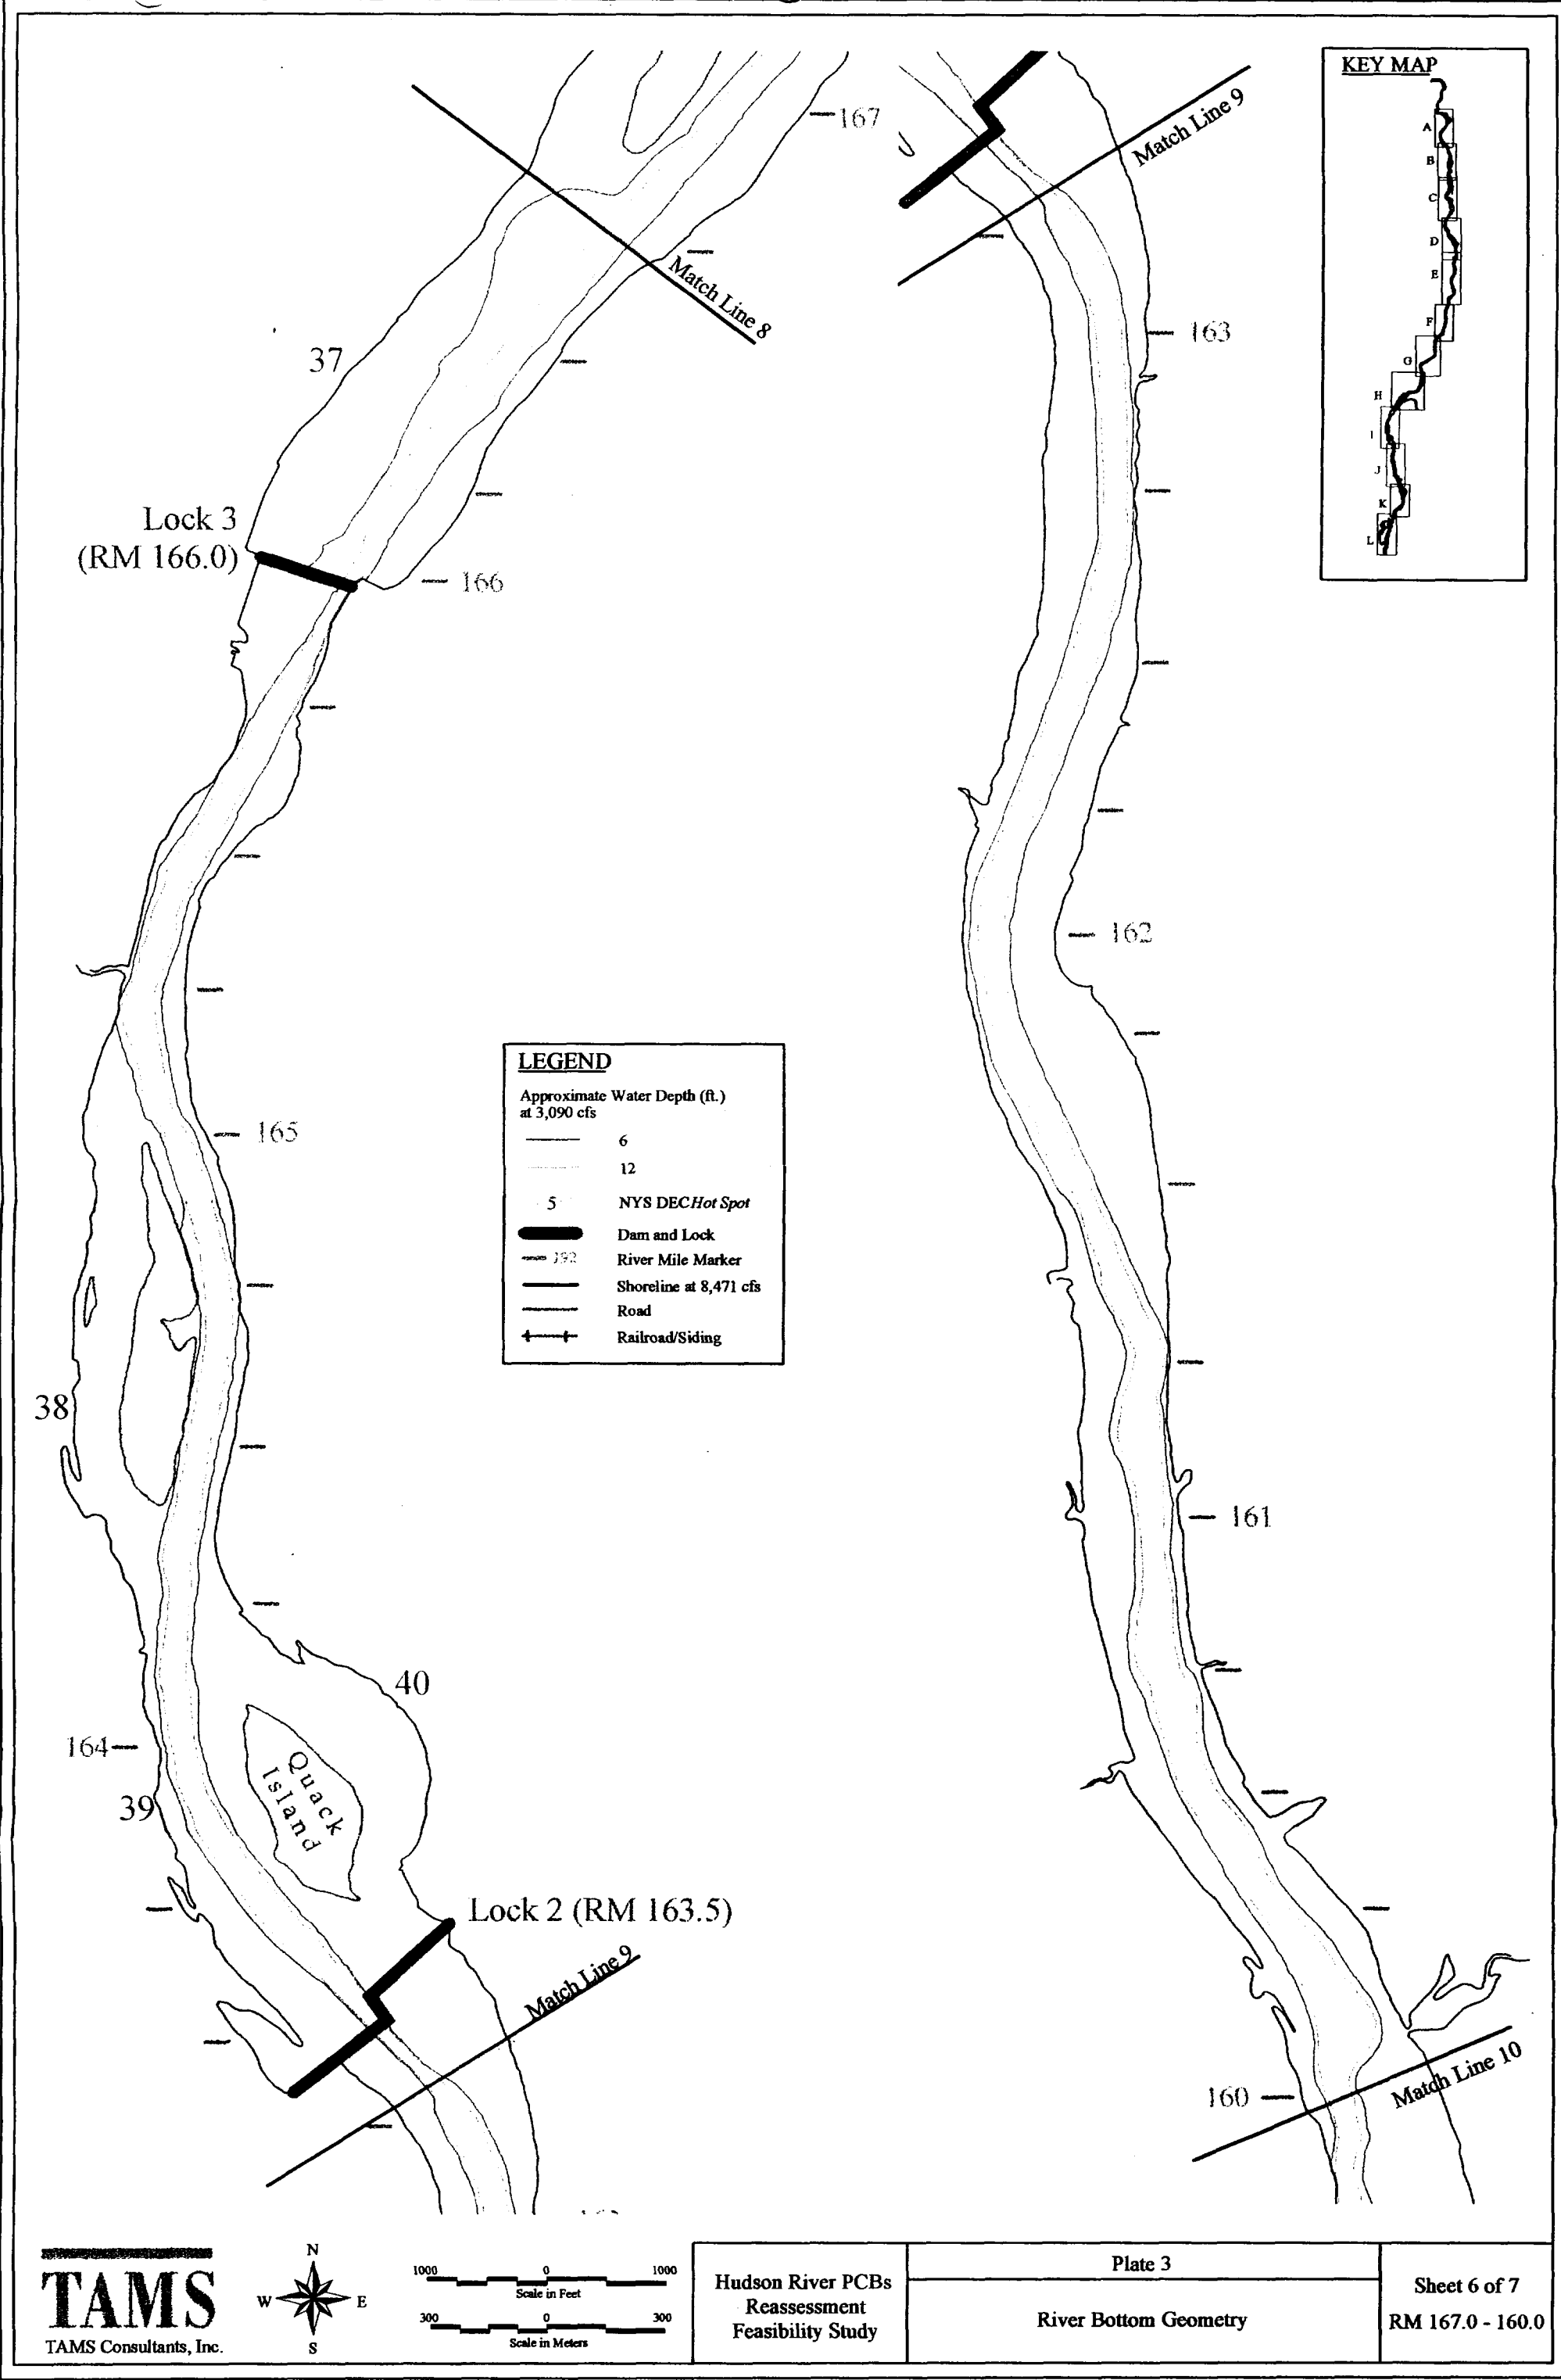 KEY MAP
A
B
C
D
E
F
G
H
I
J
K
L
167
Match Line 8
37
Lock 3
(RM 166.0)
166
165
38
40
164
Quack
Island
39
Lock 2 (RM 163.5)
Match Line 9
Match Line 9
163
162
161
160
Match Line 10
LEGEND
Approximate Water Depth (ft.)
at 3,090 cfs
6
12
5 NYS DEC Hot Spot
Dam and Lock
192 River Mile Marker
Shoreline at 8,471 cfs
Road
Railroad/Siding
TAMS
TAMS Consultants, Inc.
N
W E
S
1000 0 1000
Scale in Feet
300 0 300
Scale in Meters
Hudson River PCBs
Reassessment
Feasibility Study
Plate 3
River Bottom Geometry
Sheet 6 of 7
RM 167.0 - 160.0